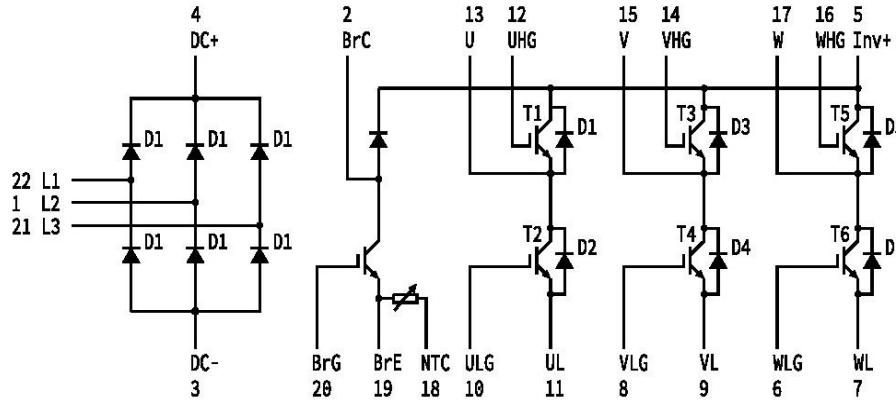 4 2 13 12 15 14 17 16 5
DC+ BrC U UHG V VHG W WHG Inv+
T1 D1 T3 D3 T5
D1 D1 D1
22 L1
1 L2
21 L3
D1 D1 D1
T2 D2 T4 D4 T6
DC- BrG BrE NTC ULG UL VLG VL WLG WL
3 20 19 18 10 11 8 9 6 7